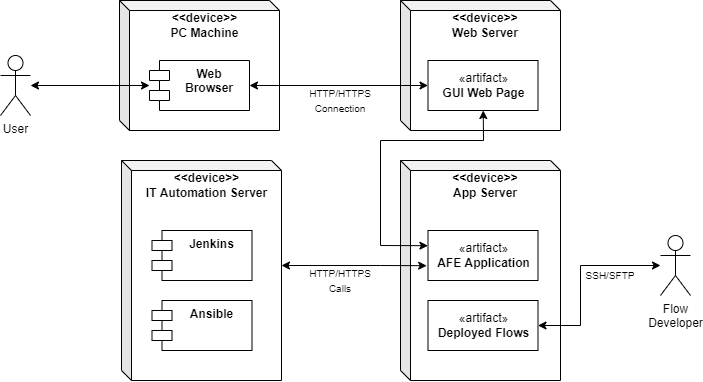 <<device>>
PC Machine
Web
Browser
User
HTTP/HTTPS
Connection
<<device>>
Web Server
«artifact»
GUI Web Page
<<device>>
IT Automation Server
Jenkins
Ansible
HTTP/HTTPS
Calls
<<device>>
App Server
«artifact»
AFE Application
«artifact»
Deployed Flows
SSH/SFTP
Flow
Developer